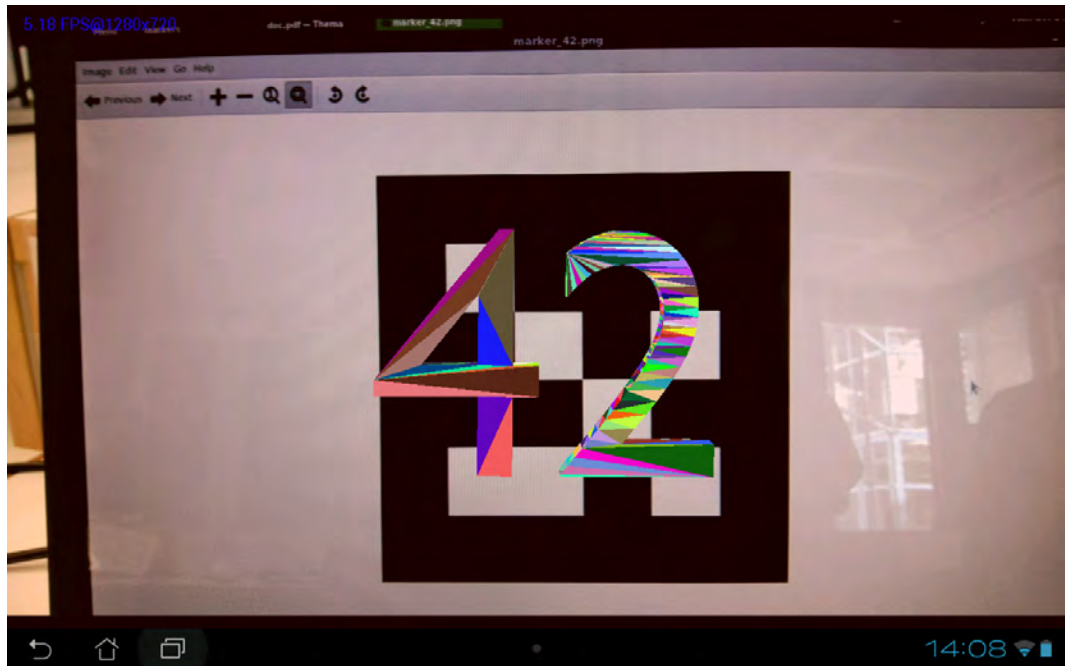 5.18 FPS@1280x720
doc.pdf — Thema
marker_42.png
marker_42.png
Image Edit View Go Help
Previous Next
42
14:08